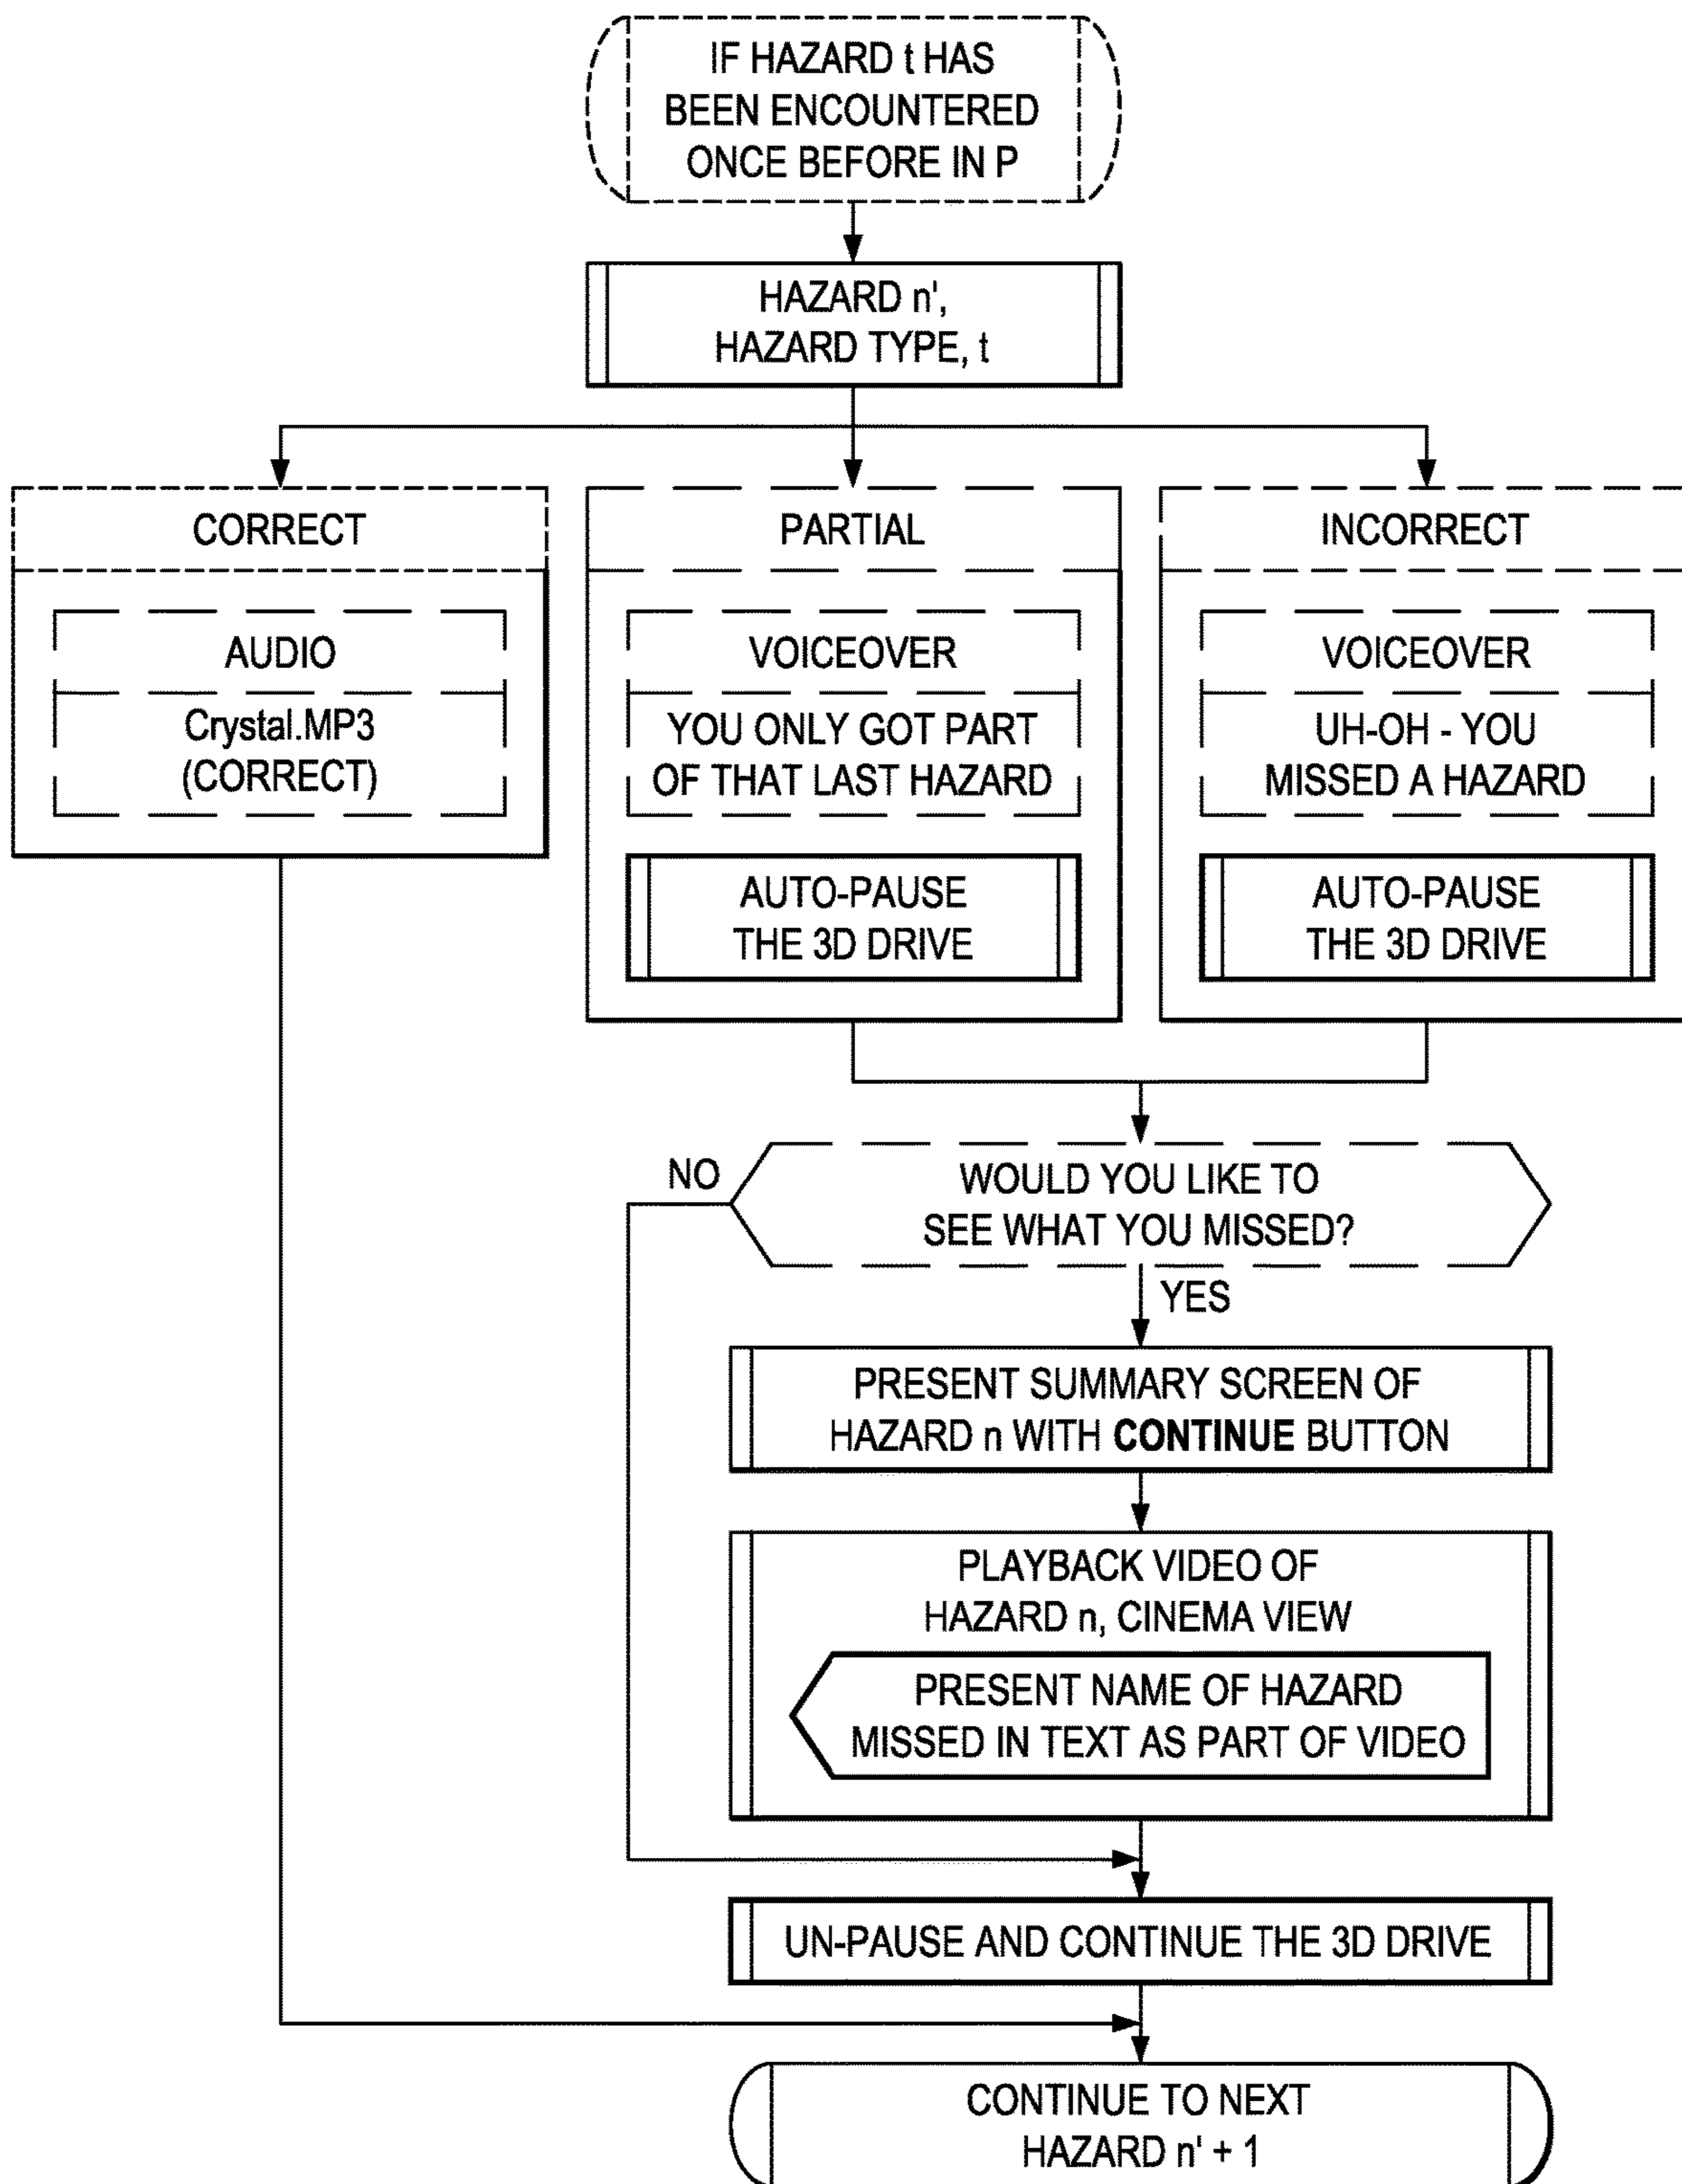 IF HAZARD t HAS
BEEN ENCOUNTERED
ONCE BEFORE IN P
HAZARD n',
HAZARD TYPE, t
CORRECT
AUDIO
Crystal.MP3
(CORRECT)
PARTIAL
VOICEOVER
YOU ONLY GOT PART
OF THAT LAST HAZARD
AUTO-PAUSE
THE 3D DRIVE
INCORRECT
VOICEOVER
UH-OH - YOU
MISSED A HAZARD
AUTO-PAUSE
THE 3D DRIVE
WOULD YOU LIKE TO
SEE WHAT YOU MISSED?
NO
YES
PRESENT SUMMARY SCREEN OF
HAZARD n WITH CONTINUE BUTTON
PLAYBACK VIDEO OF
HAZARD n, CINEMA VIEW
PRESENT NAME OF HAZARD
MISSED IN TEXT AS PART OF VIDEO
UN-PAUSE AND CONTINUE THE 3D DRIVE
CONTINUE TO NEXT
HAZARD n' + 1